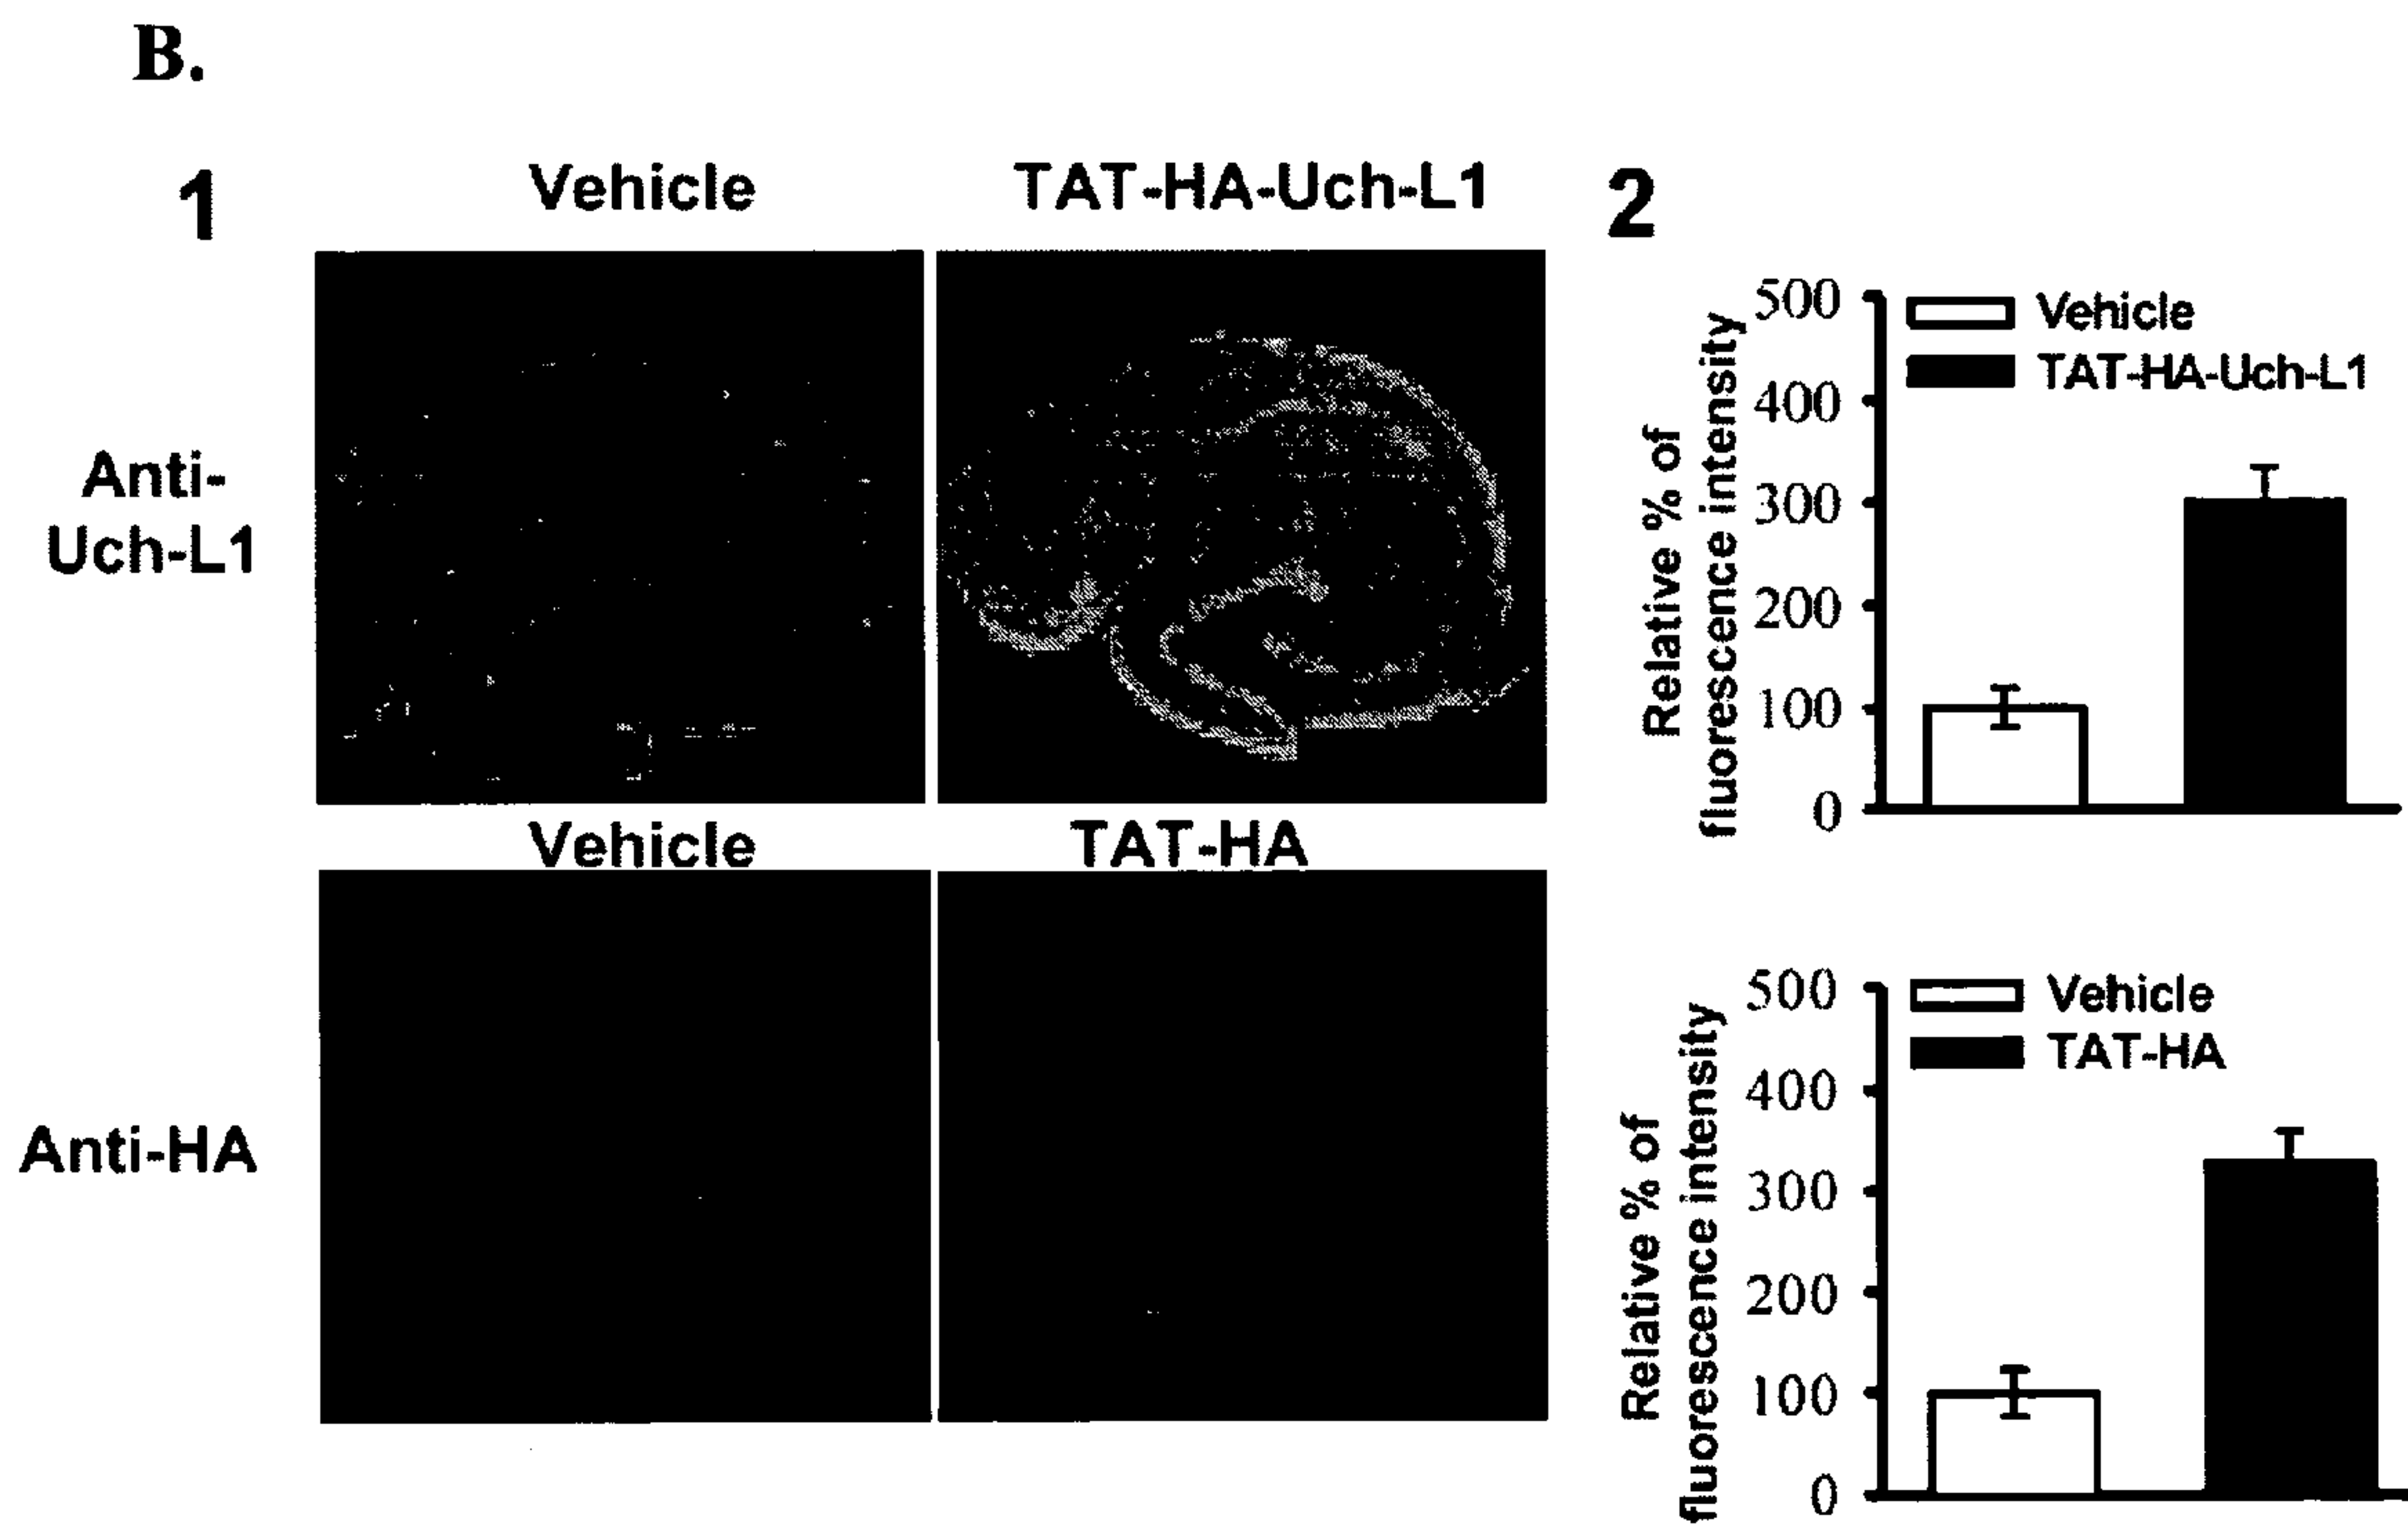 B.
1
Vehicle
TAT-HA-Uch-L1
Anti-
Uch-L1
Vehicle
TAT-HA
Anti-HA
2
Relative % of
fluorescence intensity
500
400
300
200
100
0
Vehicle
TAT-HA-Uch-L1
Relative % of
fluorescence intensity
500
400
300
200
100
0
Vehicle
TAT-HA